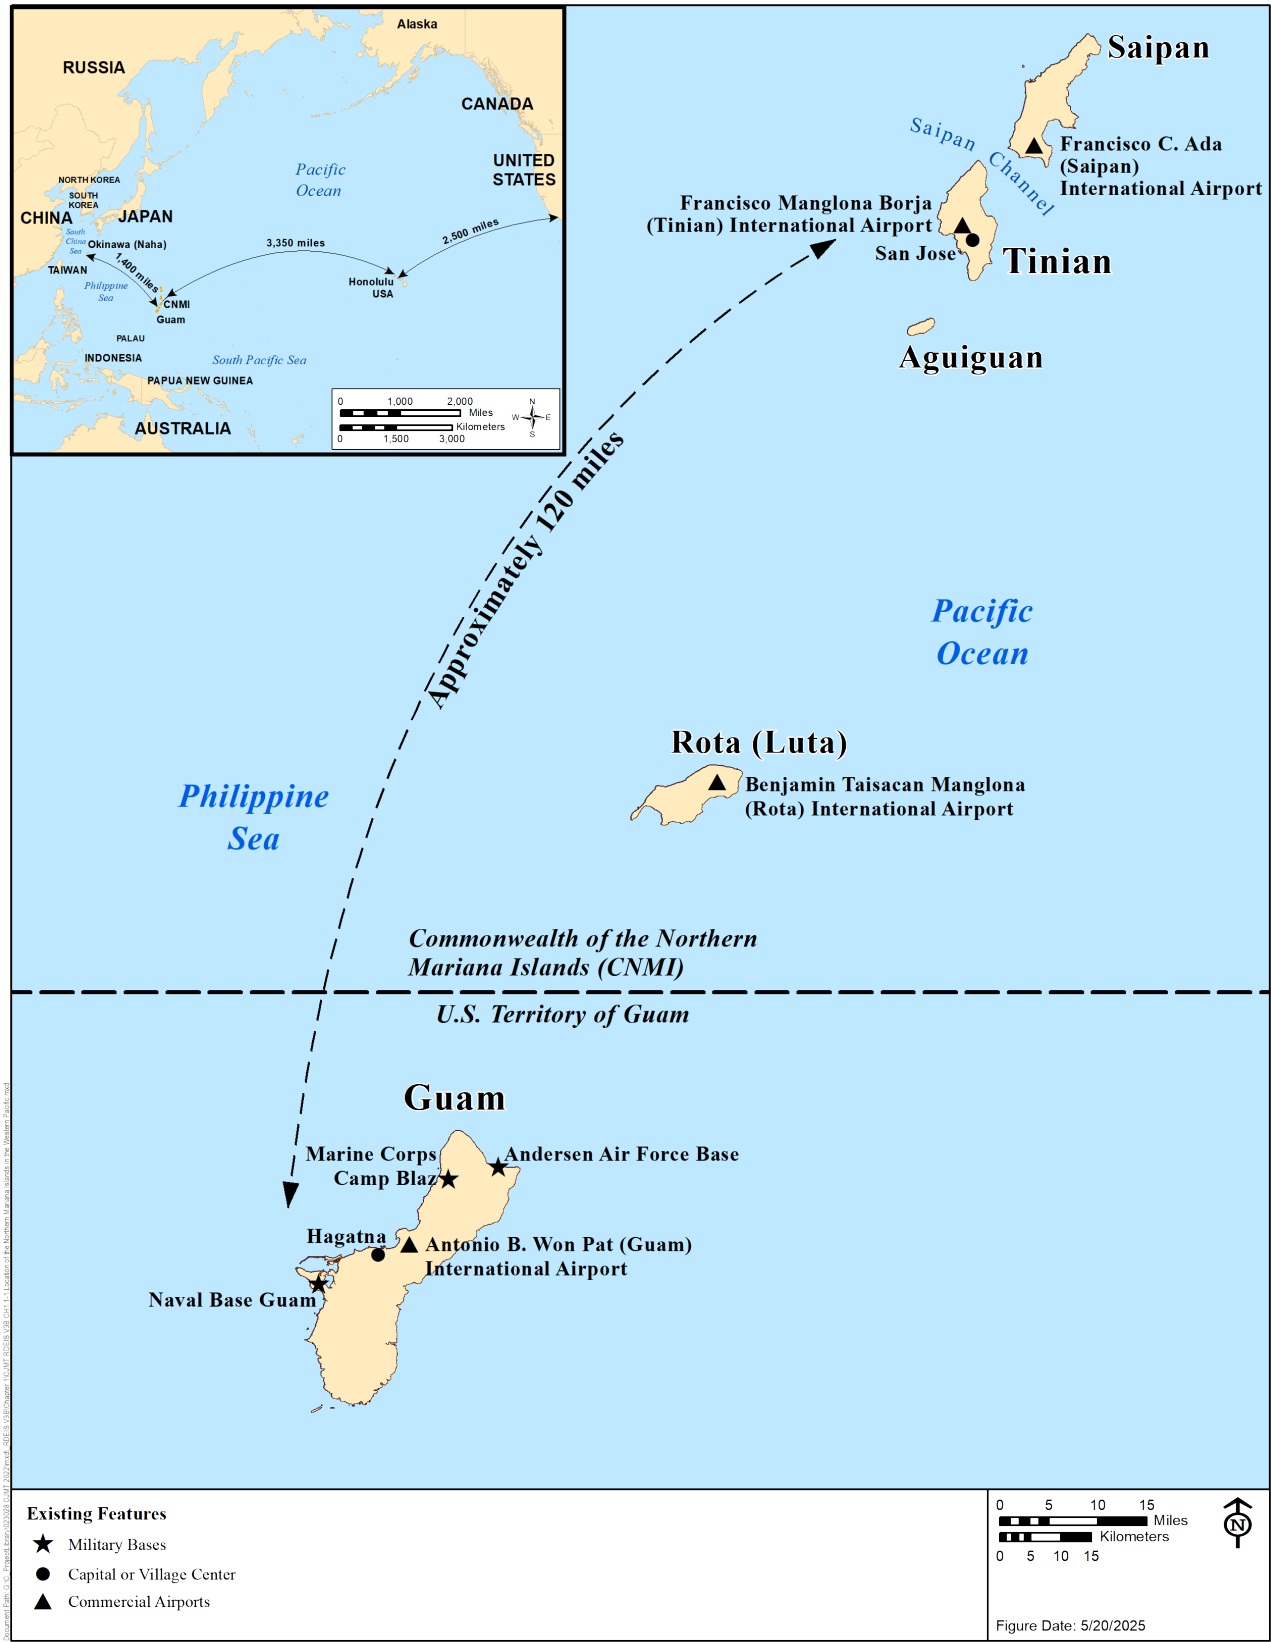 Alaska
RUSSIA
CANADA
Pacific
Ocean
UNITED
STATES
NORTH KOREA
SOUTH
KOREA
CHINA
JAPAN
South
China
Sea
Okinawa (Naha)
2,500 miles
3,350 miles
1,400 miles
TAIWAN
Philippine
Sea
Honolulu
USA
CNMI
Guam
PALAU
INDONESIA
South Pacific Sea
PAPUA NEW GUINEA
AUSTRALIA
0 1,000 2,000
Miles
Kilometers
0 1,500 3,000
N
W E
S
Saipan
Saipan Channel
Francisco C. Ada
(Saipan)
International Airport
Francisco Manglona Borja
(Tinian) International Airport
San Jose
Tinian
Aguiguan
Approximately 120 miles
Pacific
Ocean
Rota (Luta)
Benjamin Taisacan Manglona
(Rota) International Airport
Philippine
Sea
Commonwealth of the Northern
Mariana Islands (CNMI)
U.S. Territory of Guam
Guam
Marine Corps
Camp Blaz
Andersen Air Force Base
Hagatna
Antonio B. Won Pat (Guam)
International Airport
Naval Base Guam
Existing Features
Military Bases
Capital or Village Center
Commercial Airports
0 5 10 15
Miles
Kilometers
0 5 10 15
N
Figure Date: 5/20/2025